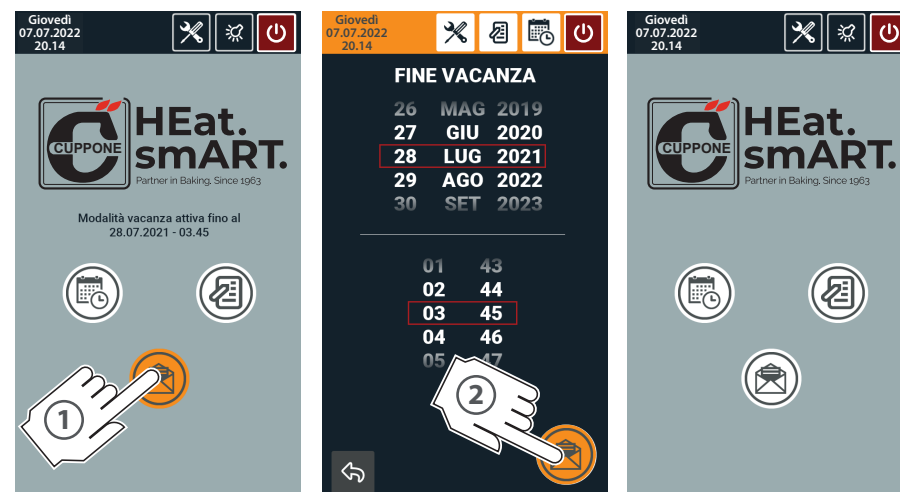 Giovedì
07.07.2022
20.14
CUPPONE
HEat.
smART.
Partner in Baking. Since 1963
Modalità vacanza attiva fino al
28.07.2021 - 03.45
1
Giovedì
07.07.2022
20.14
FINE VACANZA
26 MAG 2019
27 GIU 2020
28 LUG 2021
29 AGO 2022
30 SET 2023
01 43
02 44
03 45
04 46
05 47
2
Giovedì
07.07.2022
20.14
CUPPONE
HEat.
smART.
Partner in Baking. Since 1963